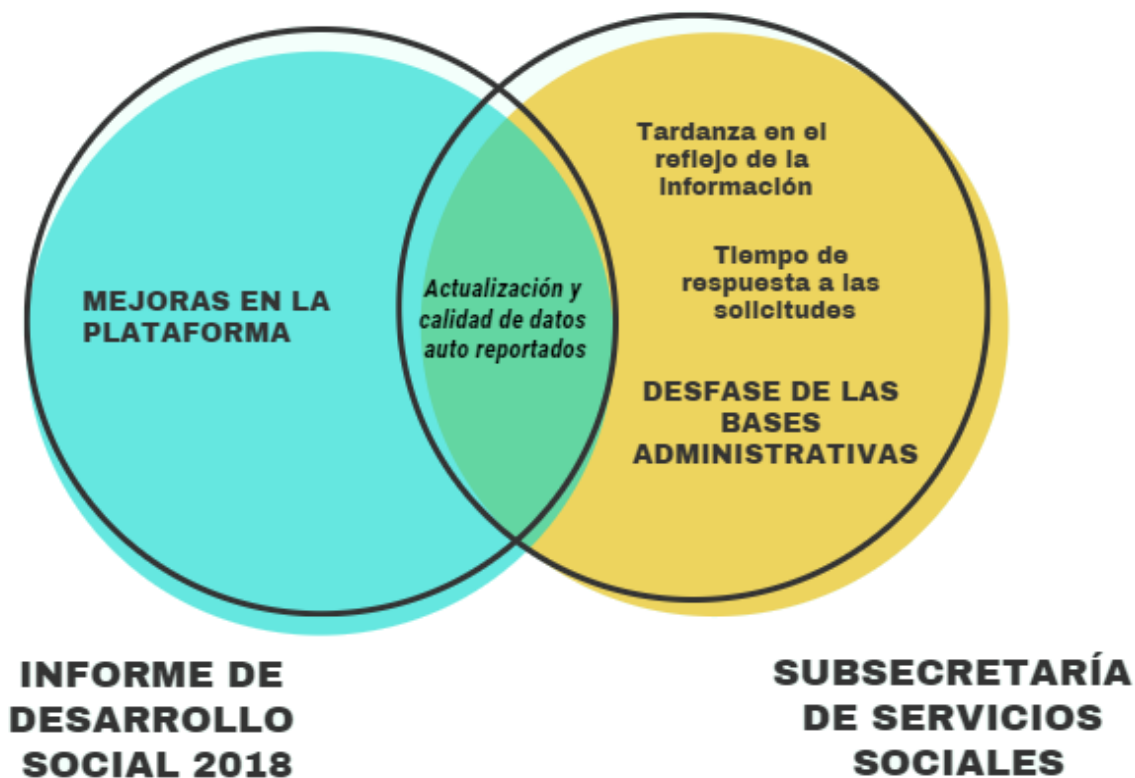 MEJORAS EN LA
PLATAFORMA
Actualización y
calidad de datos
auto reportados
Tardanza en el
reflejo de la
información
Tiempo de
respuesta a las
solicitudes
DESFASE DE LAS
BASES
ADMINISTRATIVAS
INFORME DE
DESARROLLO
SOCIAL 2018
SUBSECRETARÍA
DE SERVICIOS
SOCIALES